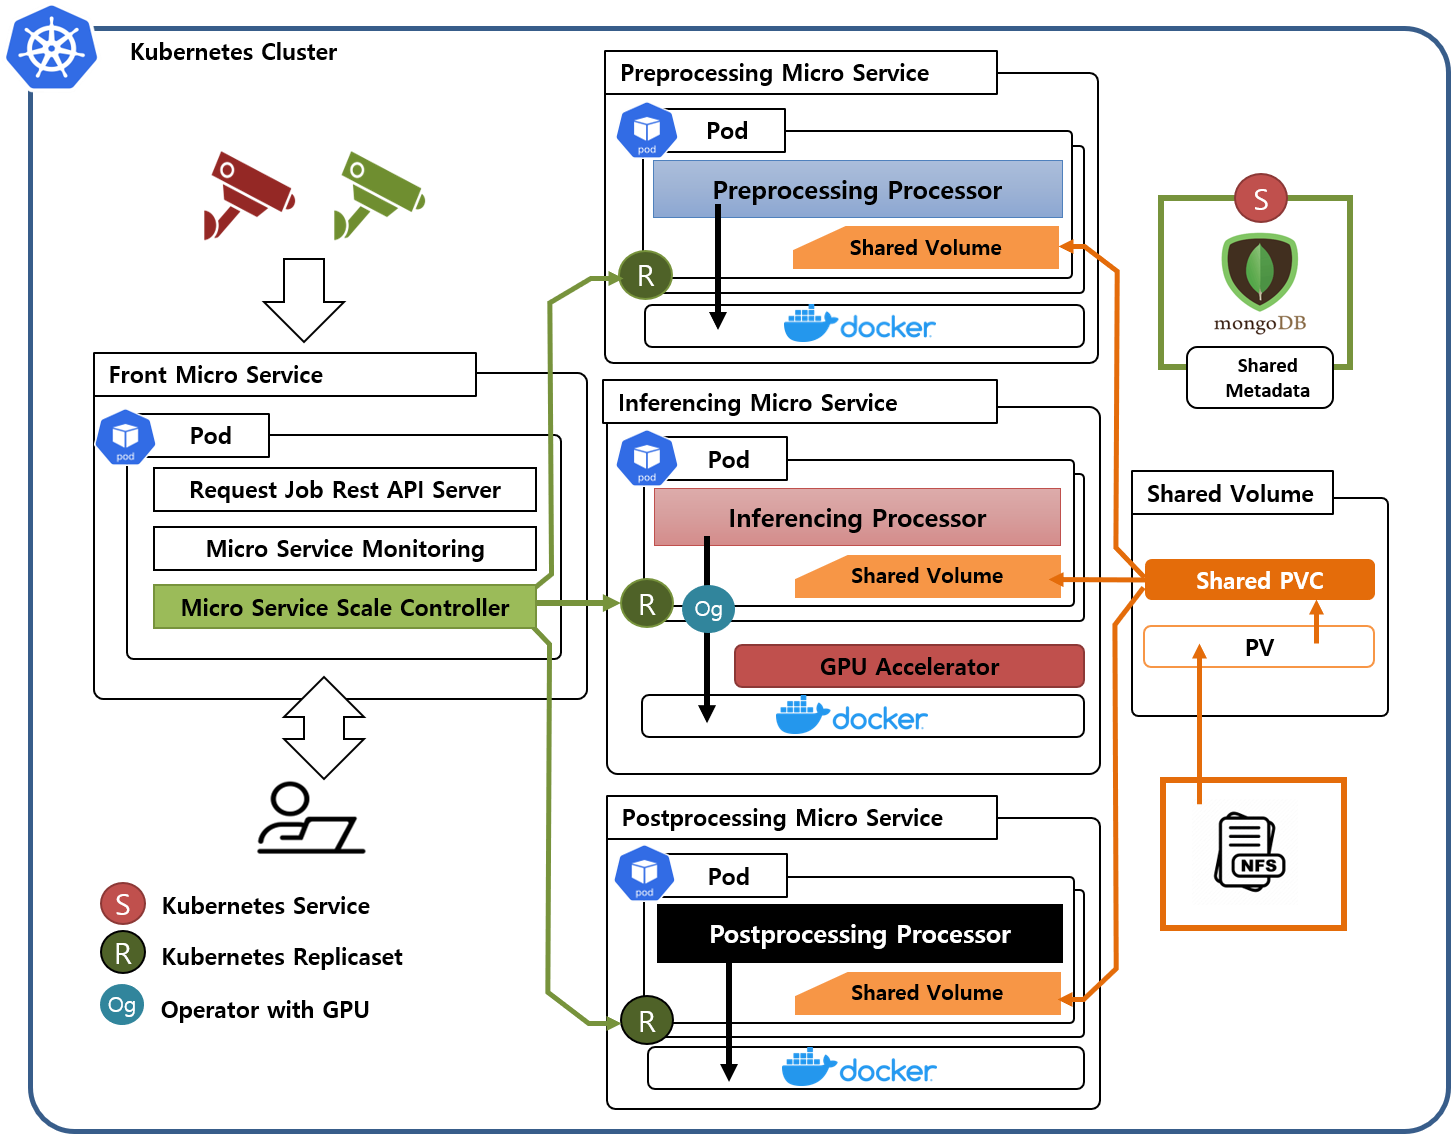 Kubernetes Cluster
Front Micro Service
pod
Pod
Request Job Rest API Server
Micro Service Monitoring
Micro Service Scale Controller
S
Kubernetes Service
R
Kubernetes Replicaset
Og
Operator with GPU
Preprocessing Micro Service
pod
Pod
Preprocessing Processor
Shared Volume
R
docker
Inferencing Micro Service
pod
Pod
Inferencing Processor
Shared Volume
R
Og
GPU Accelerator
docker
Postprocessing Micro Service
pod
Pod
Postprocessing Processor
Shared Volume
R
docker
S
mongoDB
Shared
Metadata
Shared Volume
Shared PVC
PV
NFS